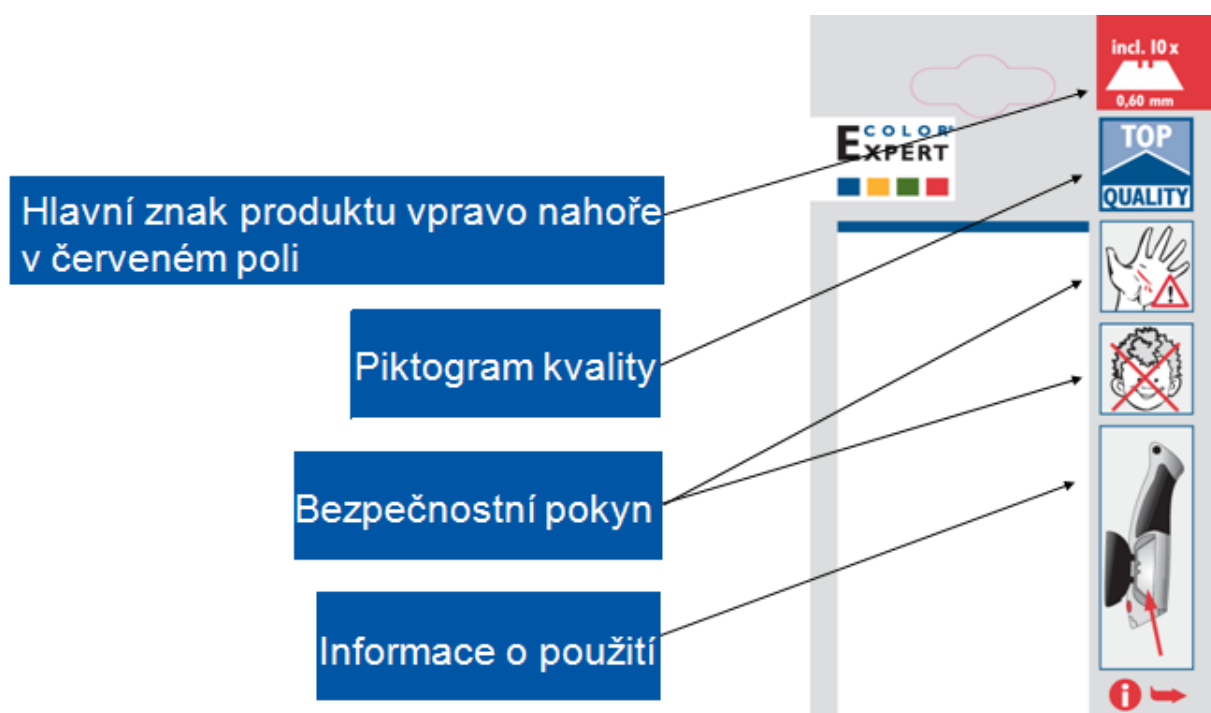 incl. 10 x
0,60 mm
COLOR®
EXPERT
TOP
QUALITY
Hlavní znak produktu vpravo nahoře
v červeném poli
Piktogram kvality
Bezpečnostní pokyn
Informace o použití
!
i